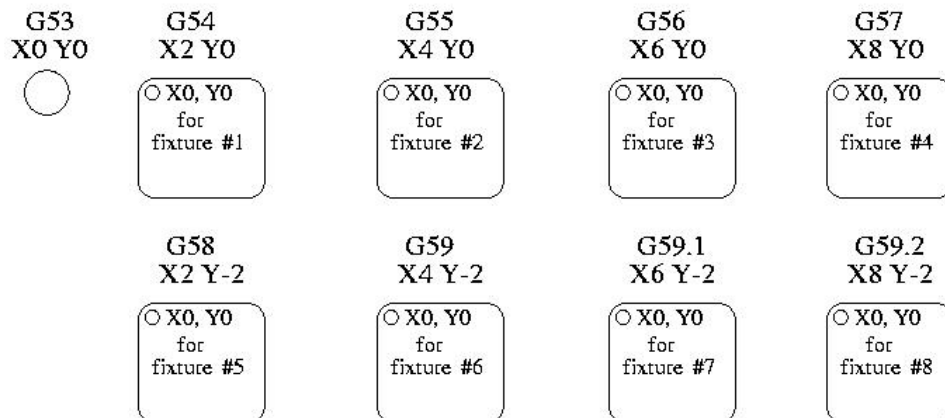 G53 G54 G55 G56 G57
X0 Y0 X2 Y0 X4 Y0 X6 Y0 X8 Y0
X0, Y0 X0, Y0 X0, Y0 X0, Y0
for for for for
fixture #1 fixture #2 fixture #3 fixture #4
G58 G59 G59.1 G59.2
X2 Y-2 X4 Y-2 X6 Y-2 X8 Y-2
X0, Y0 X0, Y0 X0, Y0 X0, Y0
for for for for
fixture #5 fixture #6 fixture #7 fixture #8